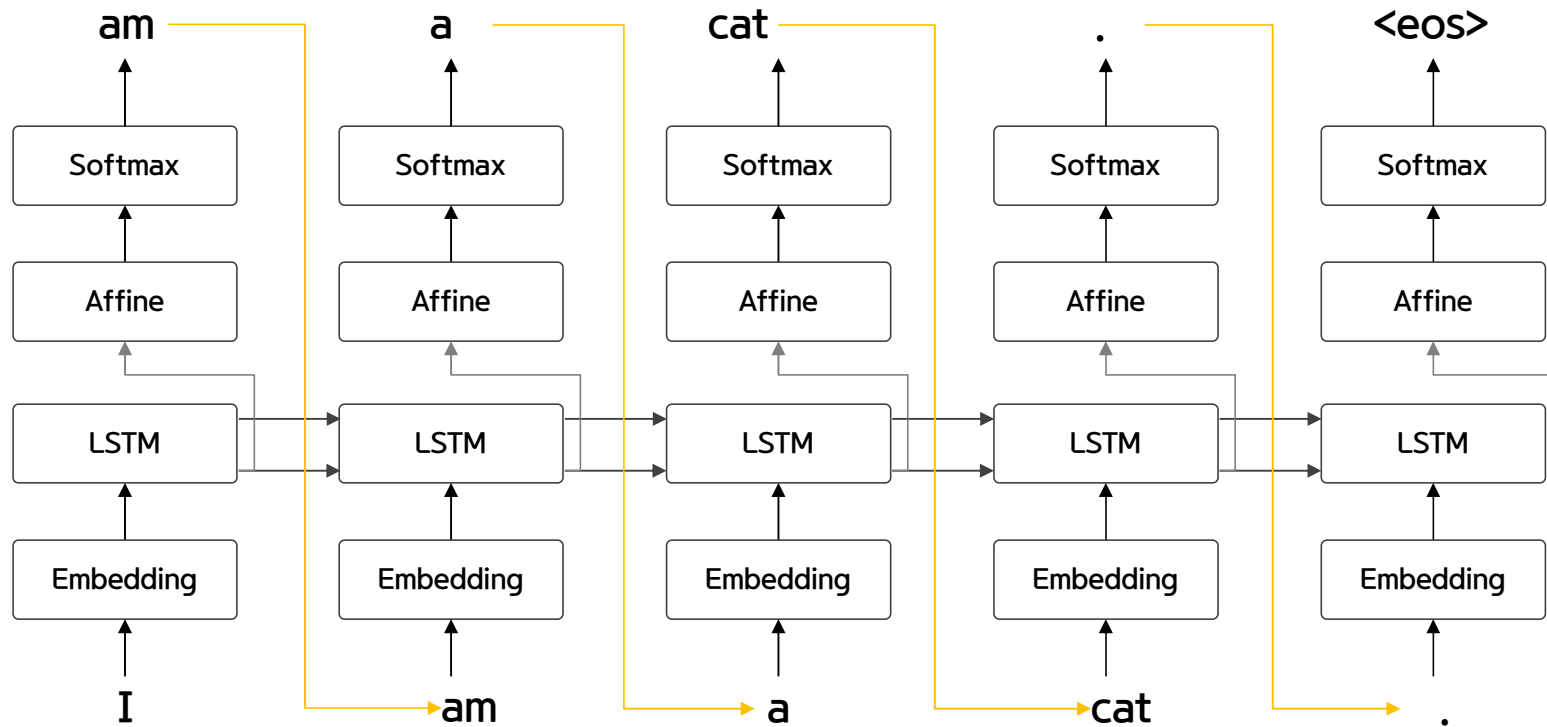 am a cat . <eos>
Softmax Softmax Softmax Softmax Softmax
Affine Affine Affine Affine Affine
LSTM LSTM LSTM LSTM LSTM
Embedding Embedding Embedding Embedding Embedding
I am a cat .